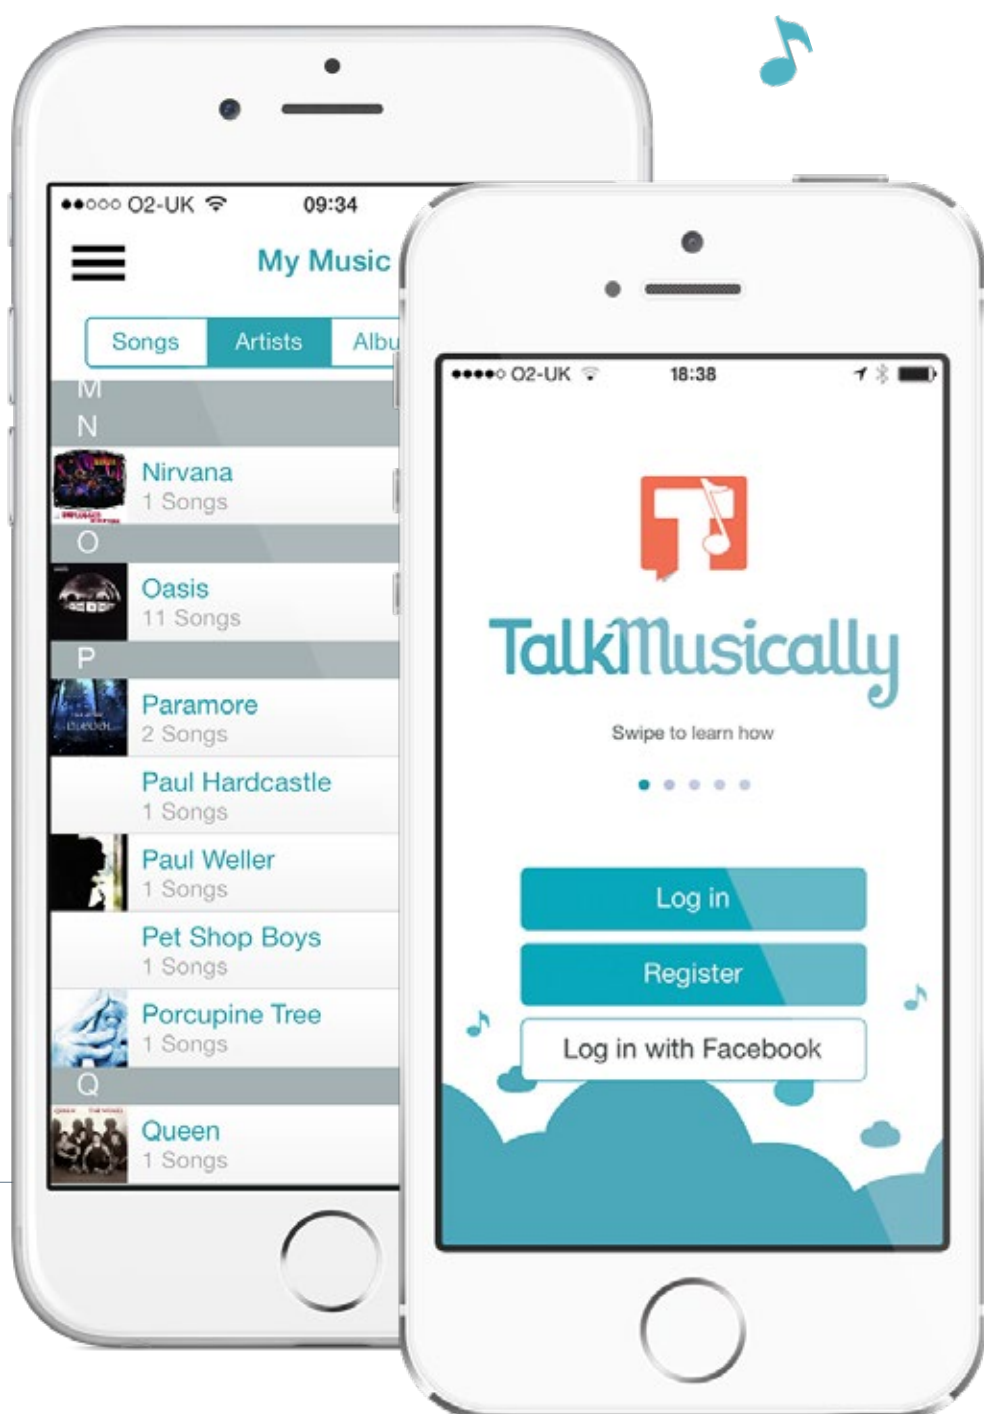 O2-UK 09:34
My Music
Songs Artists Albu
M
N
Nirvana
1 Songs
O
Oasis
11 Songs
P
Paramore
2 Songs
Paul Hardcastle
1 Songs
Paul Weller
1 Songs
Pet Shop Boys
1 Songs
Porcupine Tree
1 Songs
Q
Queen
1 Songs
O2-UK 18:38
T
TalkMusically
Swipe to learn how
Log in
Register
Log in with Facebook